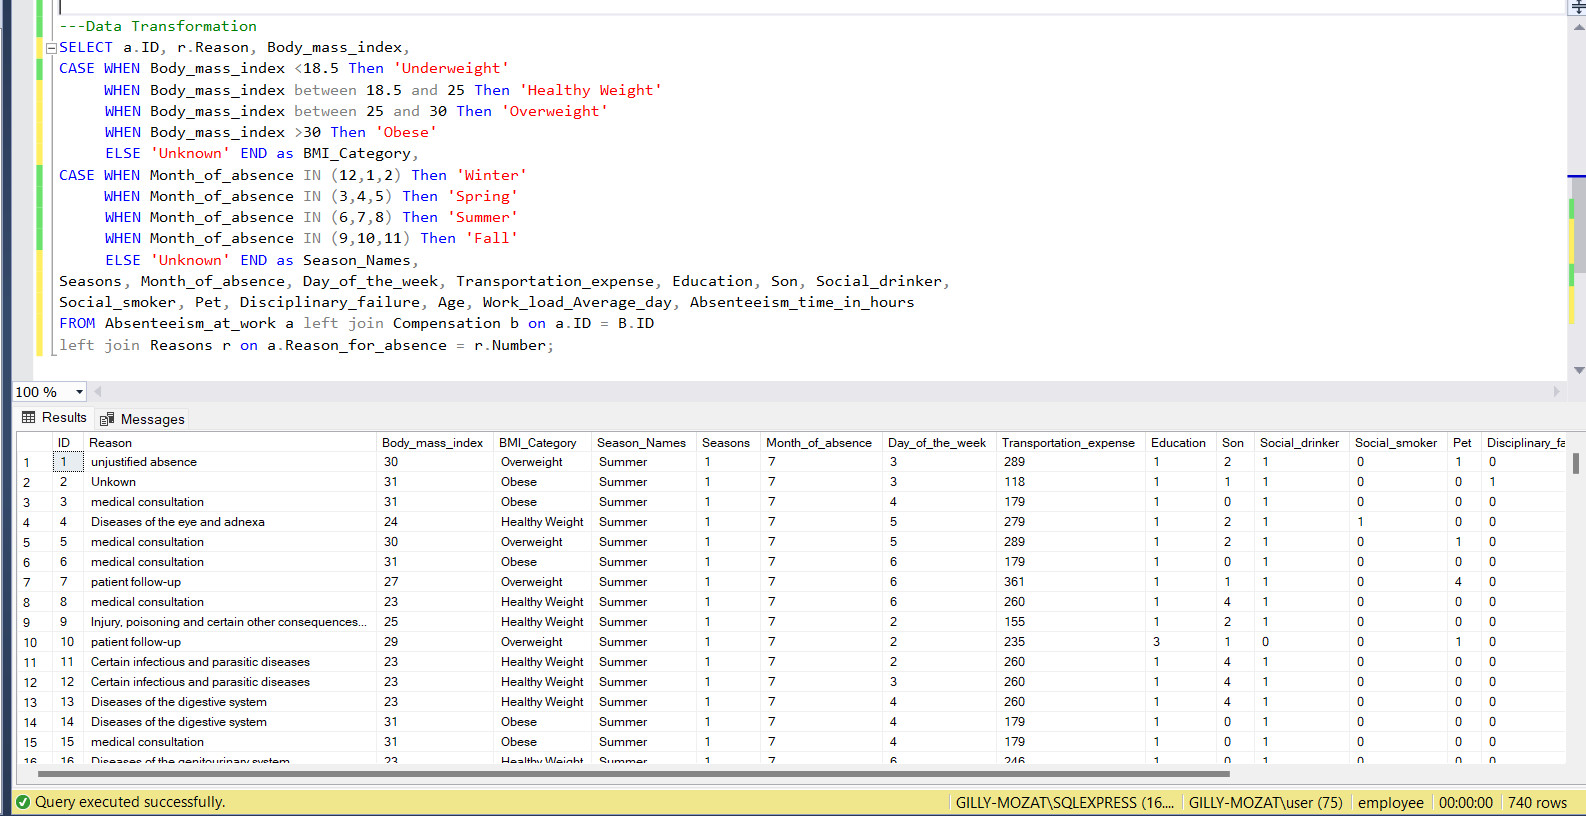 ---Data Transformation
SELECT a.ID, r.Reason, Body_mass_index,
CASE WHEN Body_mass_index <18.5 Then 'Underweight'
WHEN Body_mass_index between 18.5 and 25 Then 'Healthy Weight'
WHEN Body_mass_index between 25 and 30 Then 'Overweight'
WHEN Body_mass_index >30 Then 'Obese'
ELSE 'Unknown' END as BMI_Category,
CASE WHEN Month_of_absence IN (12,1,2) Then 'Winter'
WHEN Month_of_absence IN (3,4,5) Then 'Spring'
WHEN Month_of_absence IN (6,7,8) Then 'Summer'
WHEN Month_of_absence IN (9,10,11) Then 'Fall'
ELSE 'Unknown' END as Season_Names,
Seasons, Month_of_absence, Day_of_the_week, Transportation_expense, Education, Son, Social_drinker,
Social_smoker, Pet, Disciplinary_failure, Age, Work_load_Average_day, Absenteeism_time_in_hours
FROM Absenteeism_at_work a left join Compensation b on a.ID = B.ID
left join Reasons r on a.Reason_for_absence = r.Number;
100 %
Results Messages
ID Reason Body_mass_index BMI_Category Season_Names Seasons Month_of_absence Day_of_the_week Transportation_expense Education Son Social_drinker Social_smoker Pet Disciplinary_fa
1 1 unjustified absence 30 Overweight Summer 1 7 3 289 1 2 1 0 1 0
2 2 Unkown 31 Obese Summer 1 7 3 118 1 1 1 0 0 1
3 3 medical consultation 31 Obese Summer 1 7 4 179 1 0 1 0 0 0
4 4 Diseases of the eye and adnexa 24 Healthy Weight Summer 1 7 5 279 1 2 1 1 0 0
5 5 medical consultation 30 Overweight Summer 1 7 5 289 1 2 1 0 1 0
6 6 medical consultation 31 Obese Summer 1 7 6 179 1 0 1 0 0 0
7 7 patient follow-up 27 Overweight Summer 1 7 6 361 1 1 1 0 4 0
8 8 medical consultation 23 Healthy Weight Summer 1 7 6 260 1 4 1 0 0 0
9 9 Injury, poisoning and certain other consequences... 25 Healthy Weight Summer 1 7 2 155 1 2 1 0 0 0
10 10 patient follow-up 29 Overweight Summer 1 7 2 235 3 1 0 0 1 0
11 11 Certain infectious and parasitic diseases 23 Healthy Weight Summer 1 7 2 260 1 4 1 0 0 0
12 12 Certain infectious and parasitic diseases 23 Healthy Weight Summer 1 7 3 260 1 4 1 0 0 0
13 13 Diseases of the digestive system 23 Healthy Weight Summer 1 7 4 260 1 4 1 0 0 0
14 14 Diseases of the digestive system 31 Obese Summer 1 7 4 179 1 0 1 0 0 0
15 15 medical consultation 31 Obese Summer 1 7 4 179 1 0 1 0 0 0
16 16 Diseases of the genitourinary system 23 Healthy Weight Summer 1 7 6 246 1 0 1 0 0 0
Query executed successfully. GILLY-MOZAT\SQLEXPRESS (16.... GILLY-MOZAT\user (75) employee 00:00:00 740 rows